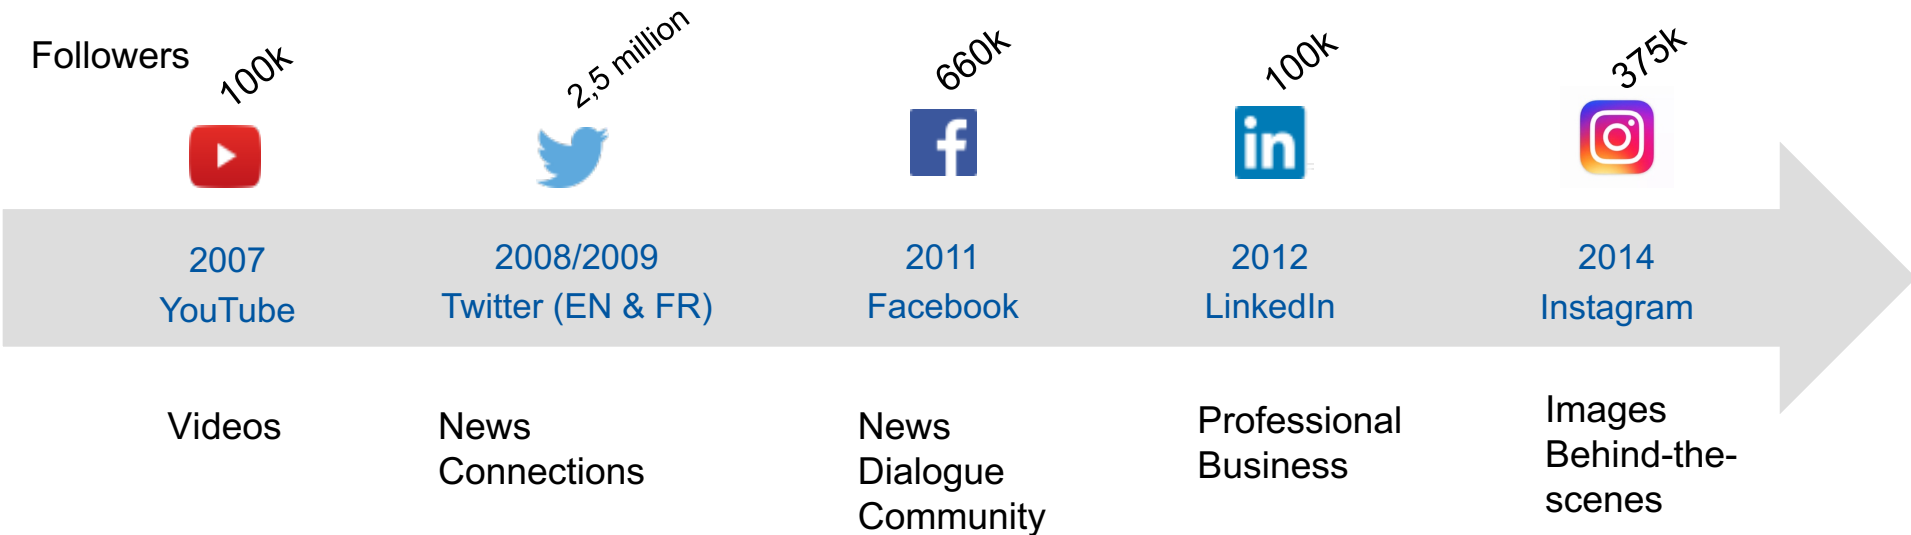 Followers
100k
2,5 million
660k
100k
375k
in
2007
YouTube
2008/2009
Twitter (EN & FR)
2011
Facebook
2012
LinkedIn
2014
Instagram
Videos
News
Connections
News
Dialogue
Community
Professional
Business
Images
Behind-the-
scenes